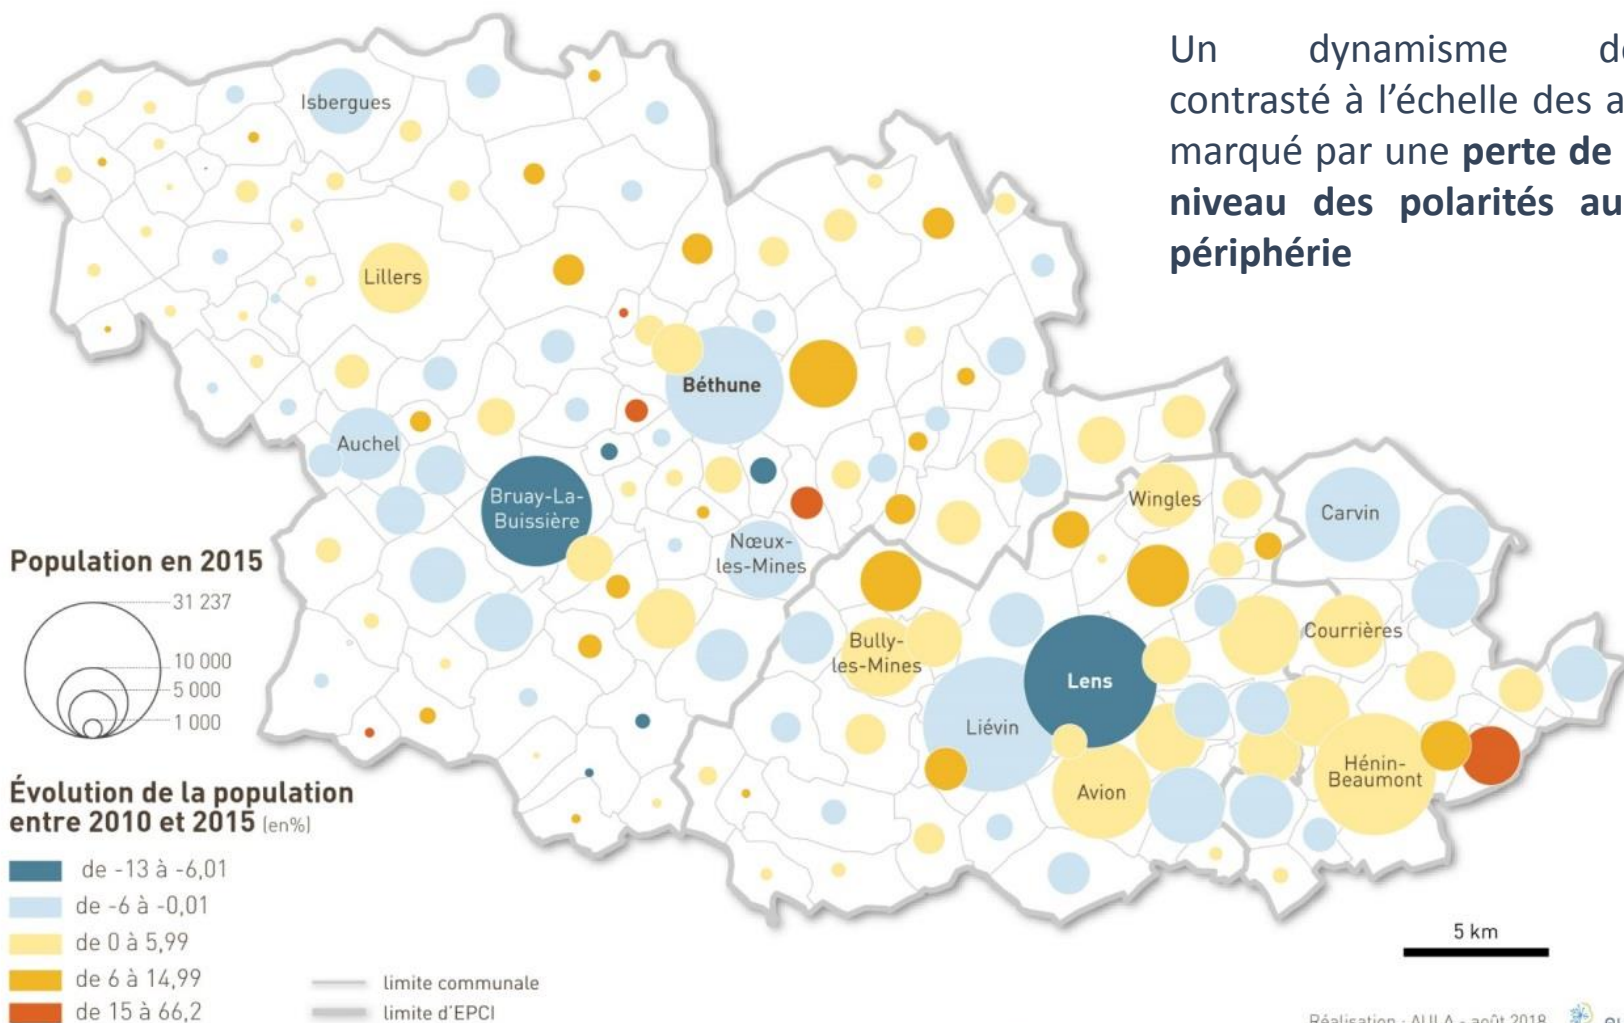 Un dynamisme
contrasté à l'échelle des
marqué par une perte de
niveau des polarités au
périphérie
Isbergues
Lillers
Béthune
Auchel
Bruay-La-
Buissière
Nœux-
les-Mines
Wingles
Carvin
Courrières
Bully-
les-Mines
Lens
Liévin
Avion
Hénin-
Beaumont
Population en 2015
31 237
10 000
5 000
1 000
Évolution de la population
entre 2010 et 2015 (en%)
de -13 à -6,01
de -6 à -0,01
de 0 à 5,99
de 6 à 14,99
de 15 à 66,2
limite communale
limite d'EPCI
5 km
Réalisation : AULA - août 2018